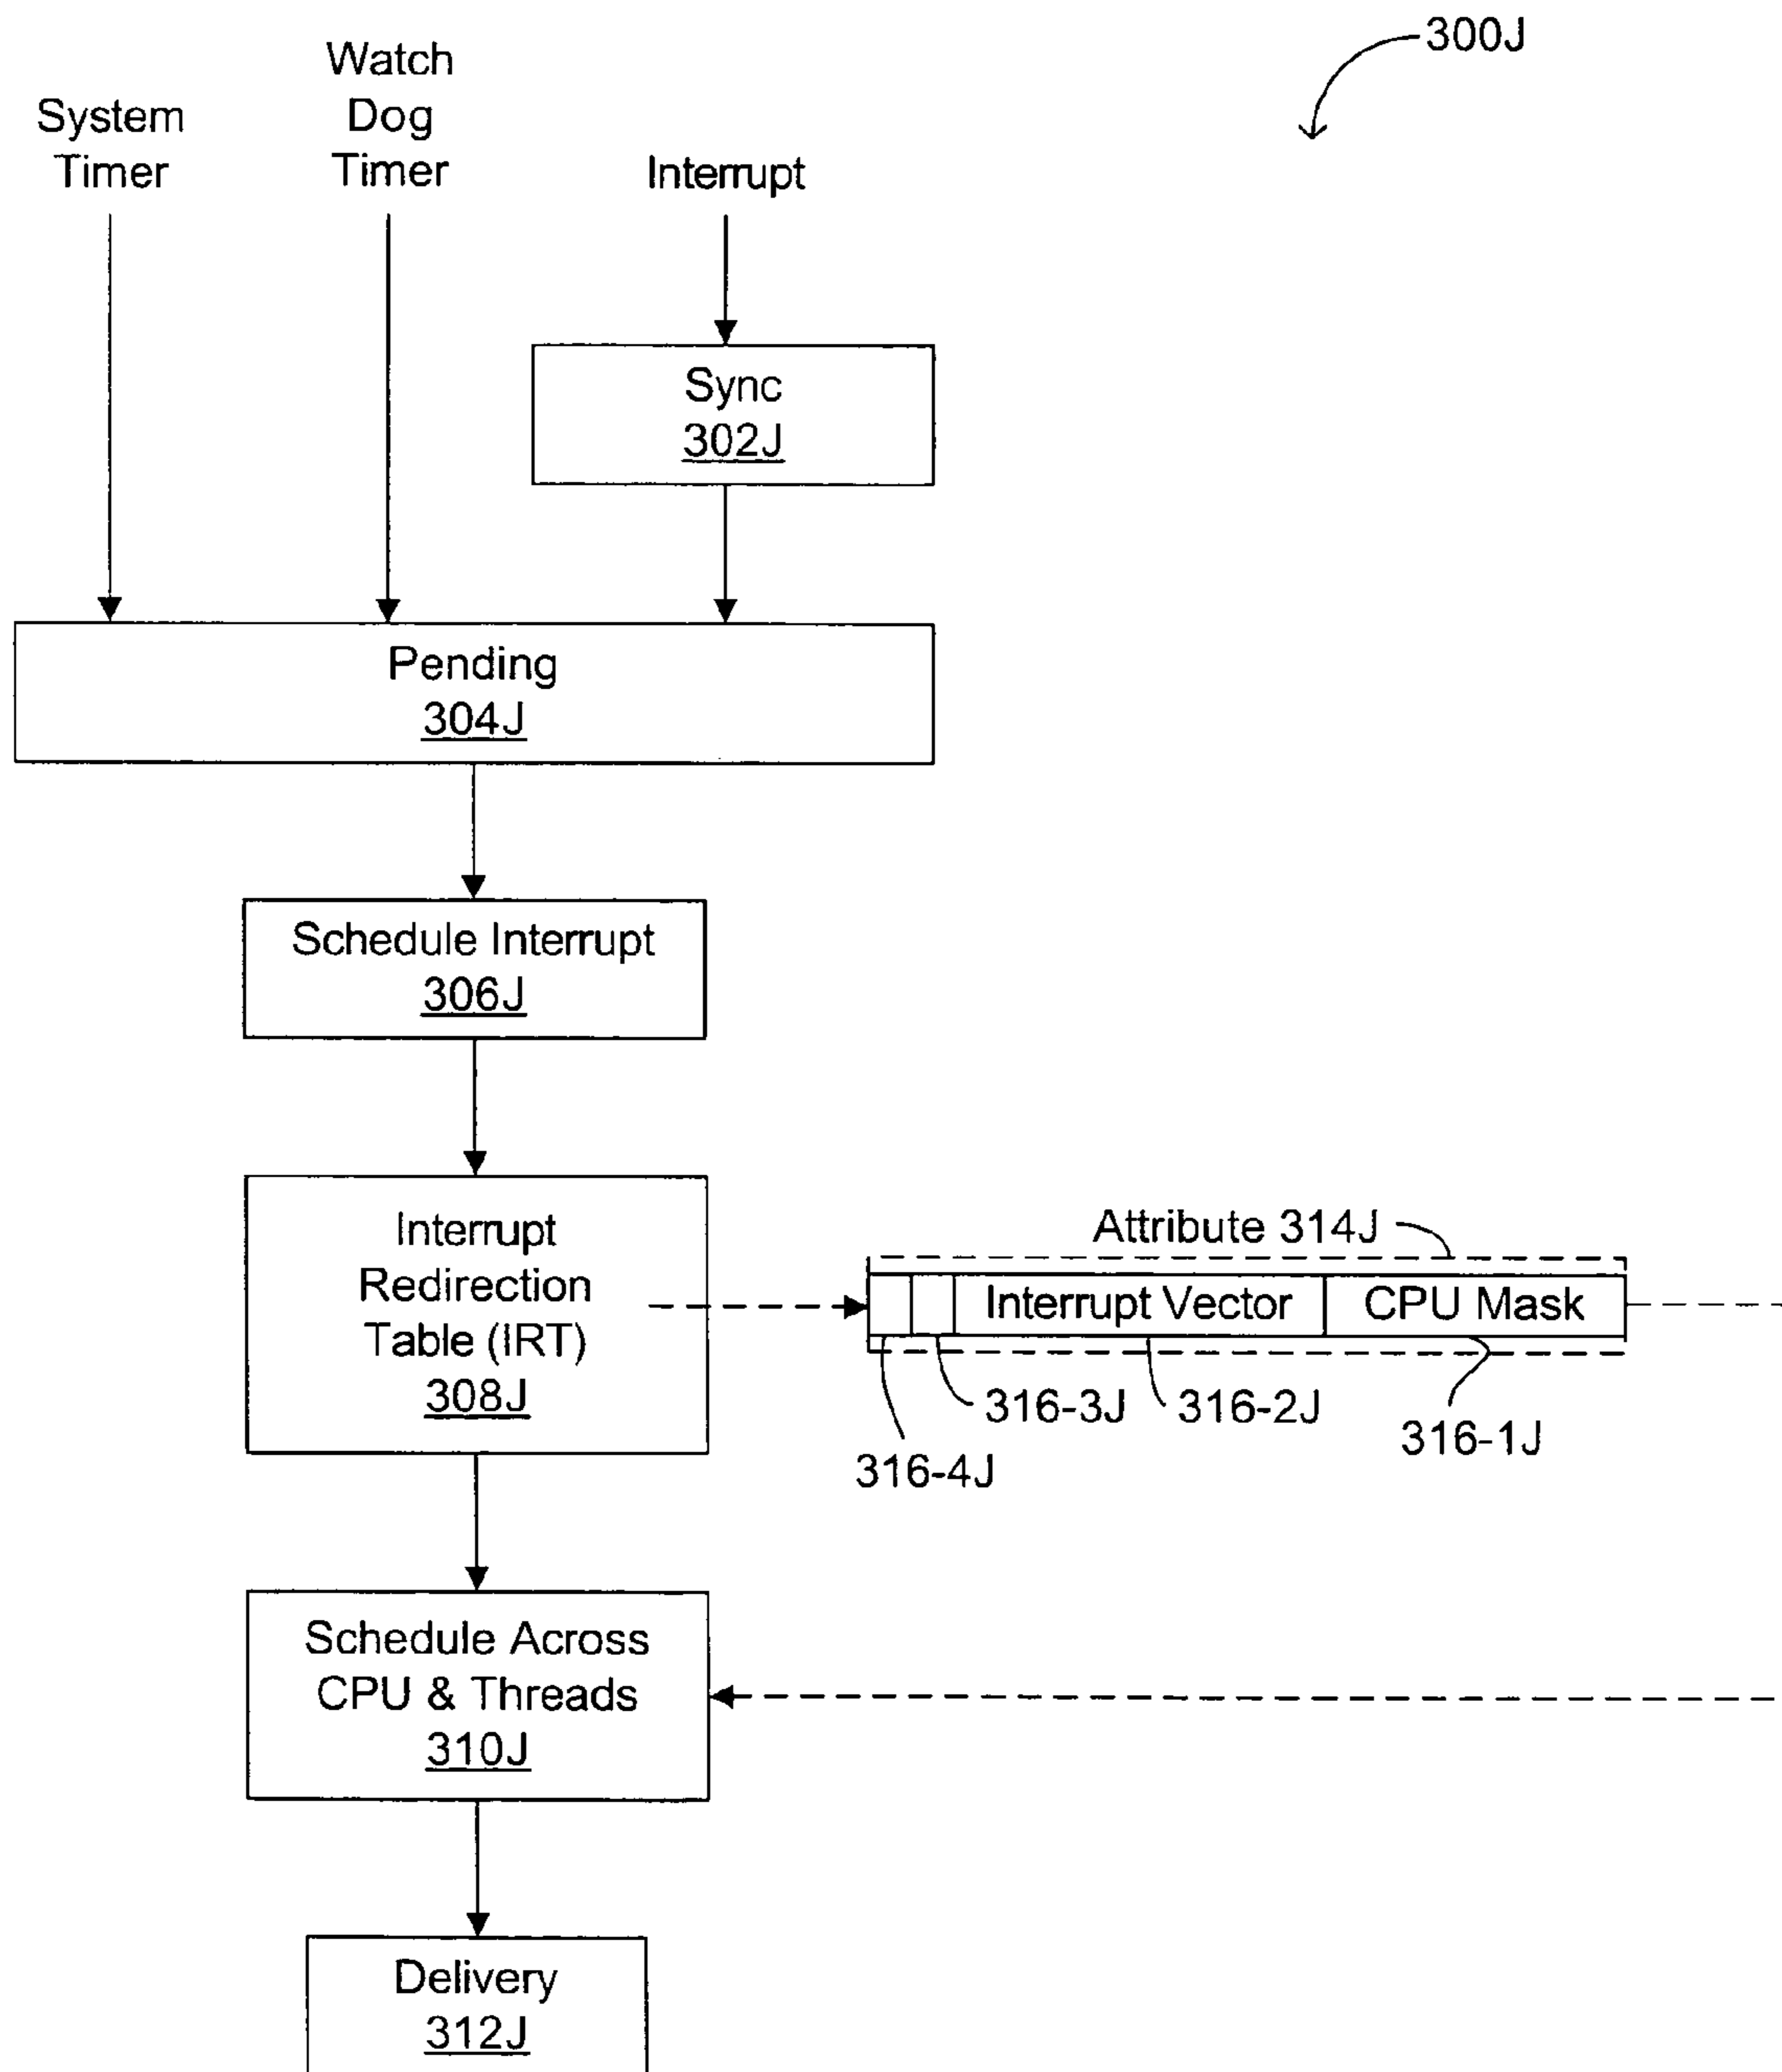 300J
System
Timer
Watch
Dog
Timer
Interrupt
Sync
302J
Pending
304J
Schedule Interrupt
306J
Interrupt
Redirection
Table (IRT)
308J
Attribute 314J
Interrupt Vector
CPU Mask
316-4J
316-3J
316-2J
316-1J
Schedule Across
CPU & Threads
310J
Delivery
312J